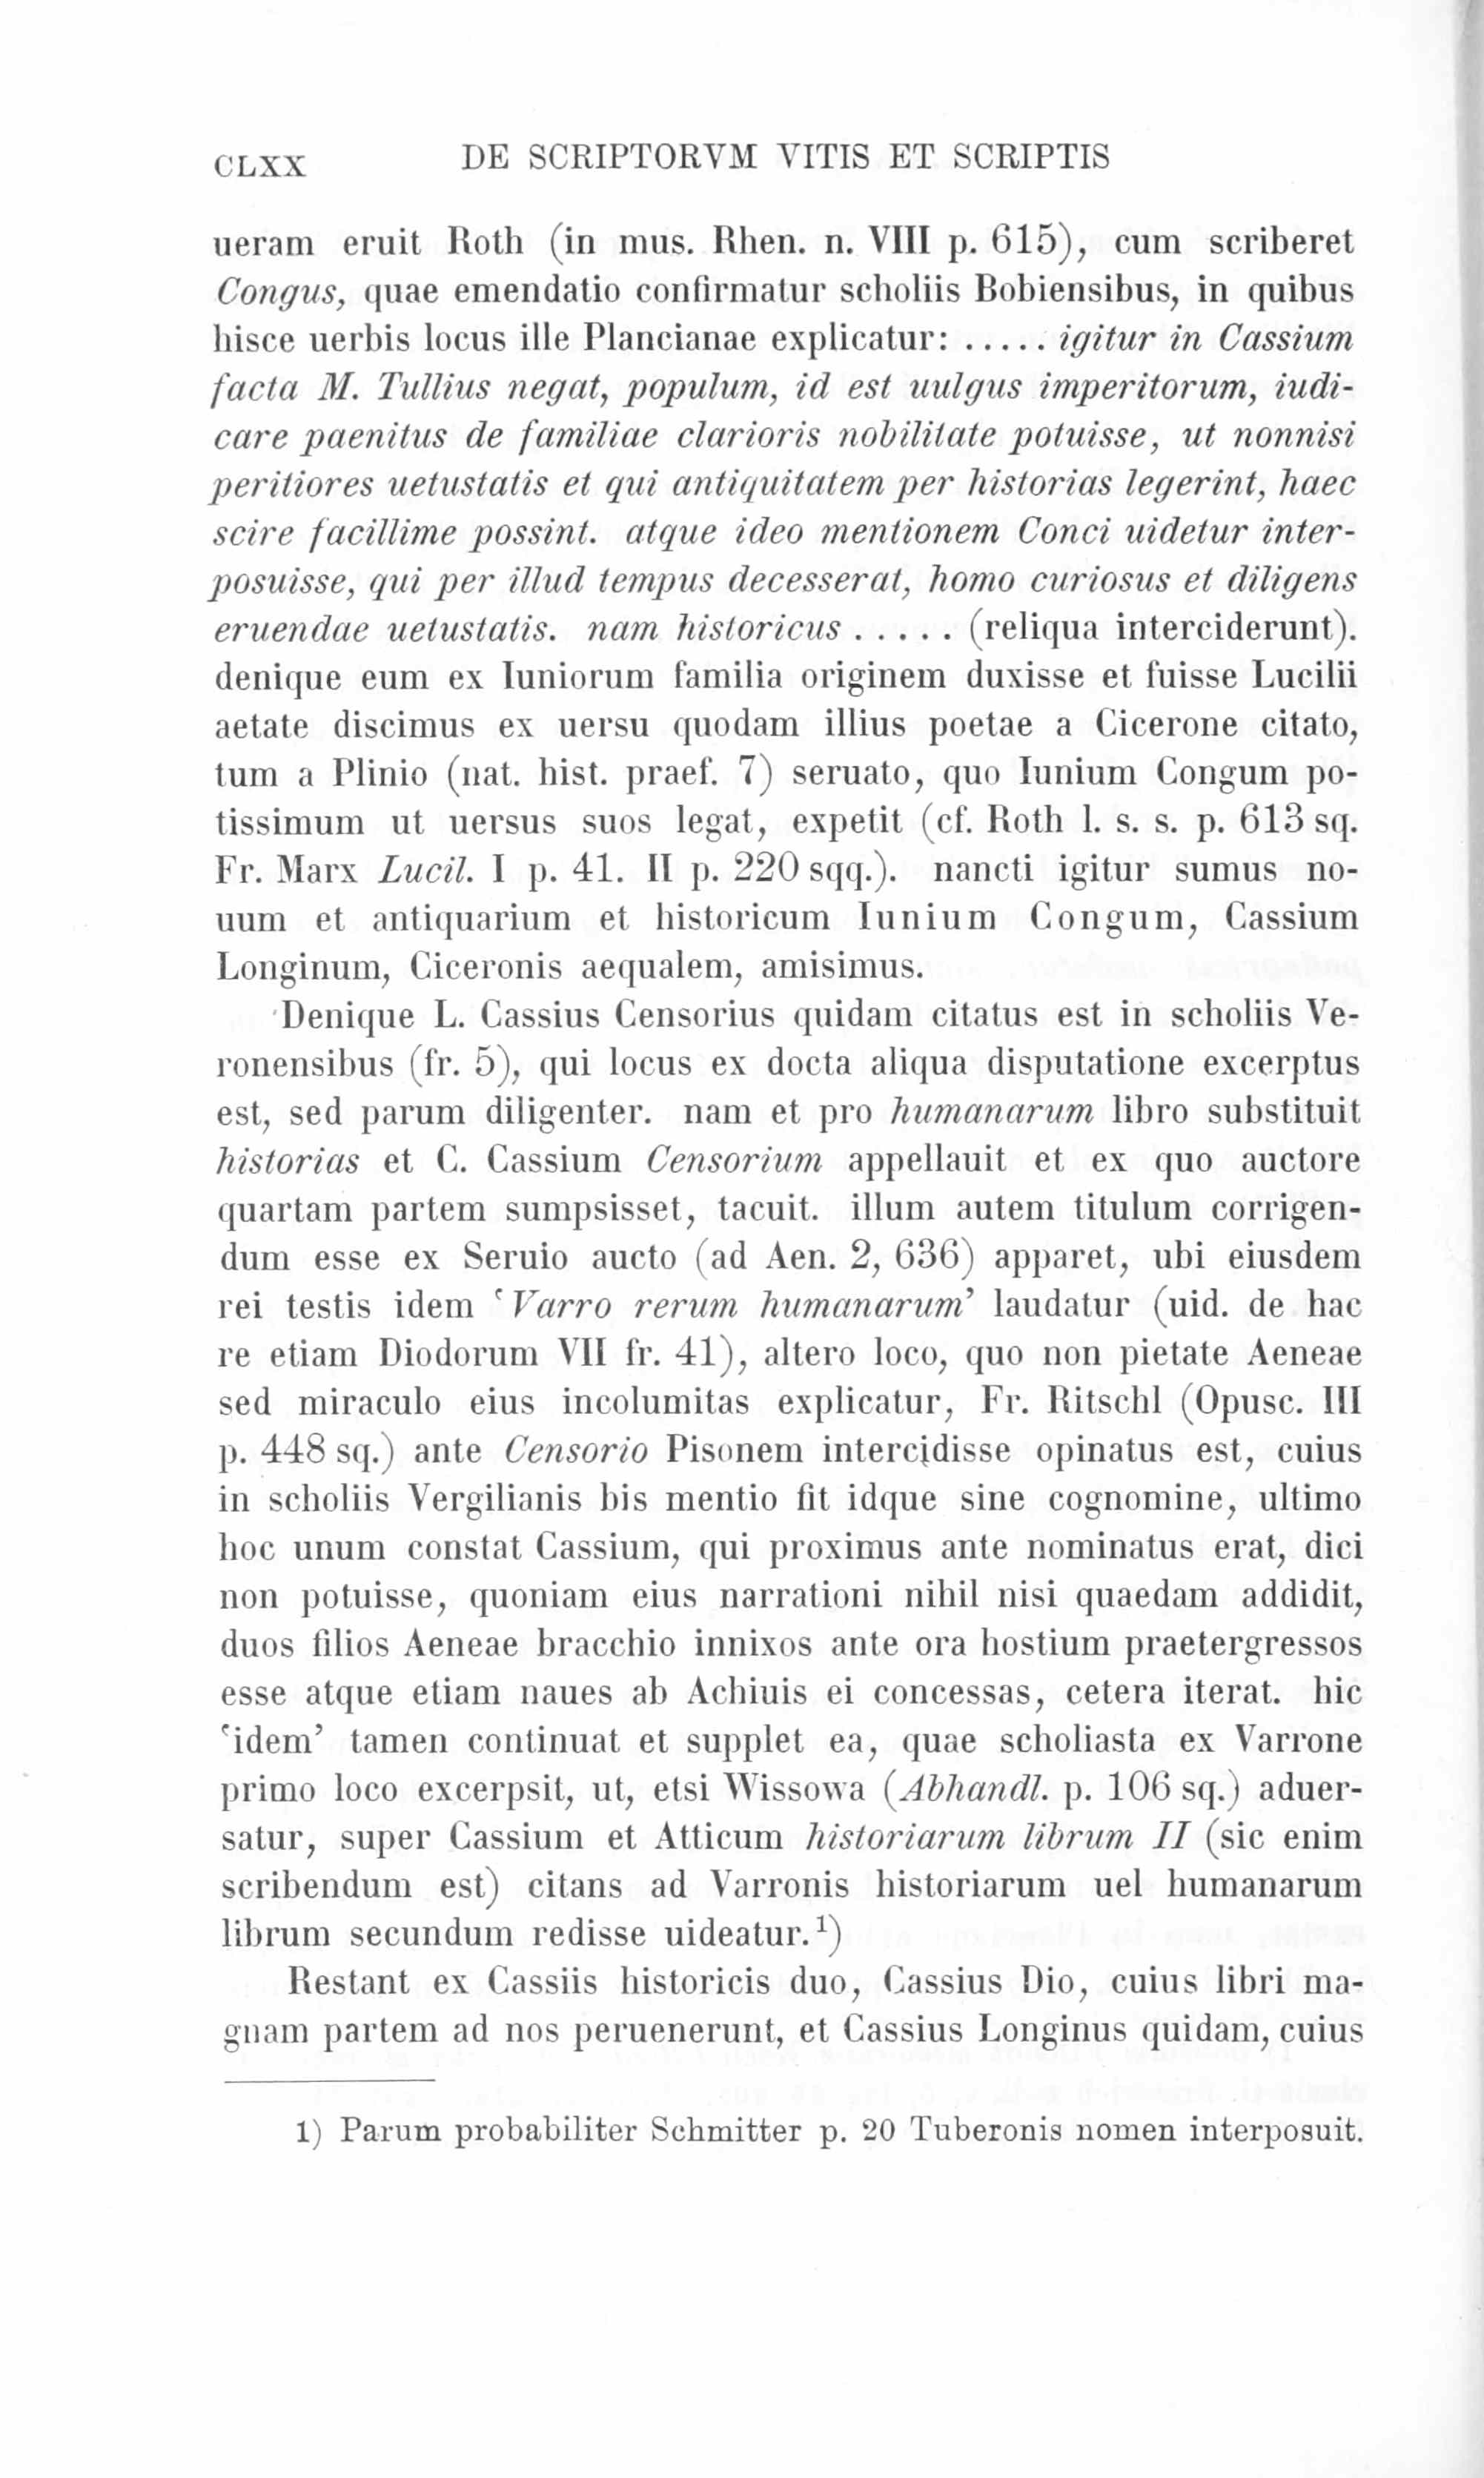 CLXX DE SCRIPTORVM VITIS ET SCRIPTIS
ueram eruit Roth (in mus. Rhen. n. VIII p. 615), cum scriberet
Congus, quae emendatio confirmatur scholiis Bobiensibus, in quibus
hisce uerbis locus ille Plancianae explicatur: ..... igitur in Cassium
facta M. Tullius negat, populum, id est uulgus imperitorum, iudi-
care paenitus de familiae clarioris nobilitate potuisse, ut nonnisi
peritiores uetustatis et qui antiquitatem per historias legerint, haec
scire facillime possint. atque ideo mentionem Conci uidetur inter-
posuisse, qui per illud tempus decesserat, homo curiosus et diligens
eruendae uetustatis. nam historicus ..... (reliqua interciderunt).
denique eum ex Iuniorum familia originem duxisse et fuisse Lucilii
aetate discimus ex uersu quodam illius poetae a Cicerone citato,
tum a Plinio (nat. hist. praef. 7) seruato, quo Iunium Congum po-
tissimum ut uersus suos legat, expetit (cf. Roth l. s. s. p. 613 sq.
Fr. Marx Lucil. I p. 41. II p. 220 sqq.). nancti igitur sumus no-
uum et antiquarium et historicum Iunium Congum, Cassium
Longinum, Ciceronis aequalem, amisimus.
Denique L. Cassius Censorius quidam citatus est in scholiis Ve-
ronensibus (fr. 5), qui locus ex docta aliqua disputatione excerptus
est, sed parum diligenter. nam et pro humanarum libro substituit
historias et C. Cassium Censorium appellauit et ex quo auctore
quartam partem sumpsisset, tacuit. illum autem titulum corrigen-
dum esse ex Seruio aucto (ad Aen. 2, 636) apparet, ubi eiusdem
rei testis idem ‘Varro rerum humanarum’ laudatur (uid. de hac
re etiam Diodorum VII fr. 41), altero loco, quo non pietate Aeneae
sed miraculo eius incolumitas explicatur, Fr. Ritschl (Opusc. III
p. 448 sq.) ante Censorio Pisonem intercidisse opinatus est, cuius
in scholiis Vergilianis bis mentio fit idque sine cognomine, ultimo
hoc unum constat Cassium, qui proximus ante nominatus erat, dici
non potuisse, quoniam eius narrationi nihil nisi quaedam addidit,
duos filios Aeneae bracchio innixos ante ora hostium praetergressos
esse atque etiam naues ab Achiuis ei concessas, cetera iterat. hic
‘idem’ tamen continuat et supplet ea, quae scholiasta ex Varrone
primo loco excerpsit, ut, etsi Wissowa (Abhandl. p. 106 sq.) aduer-
satur, super Cassium et Atticum historiarum librum II (sic enim
scribendum est) citans ad Varronis historiarum uel humanarum
librum secundum redisse uideatur.¹)
Restant ex Cassiis historicis duo, Cassius Dio, cuius libri ma-
gnam partem ad nos peruenerunt, et Cassius Longinus quidam, cuius
1) Parum probabiliter Schmitter p. 20 Tuberonis nomen interposuit.